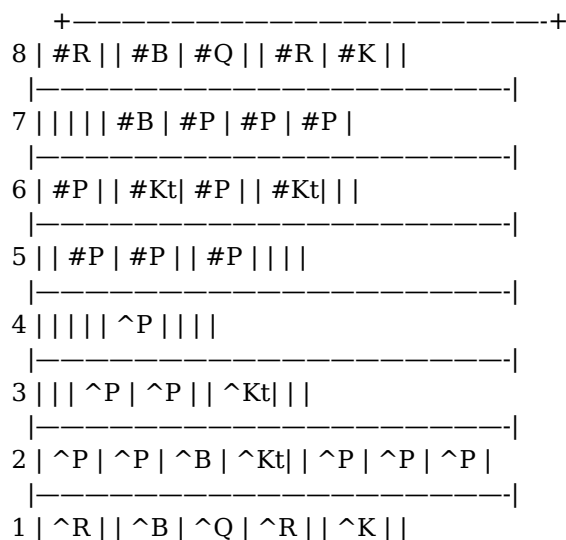 +———————————————————-+
8 | #R | | #B | #Q | | #R | #K | |
|———————————————————-|
7 | | | | | #B | #P | #P | #P |
|———————————————————-|
6 | #P | | #Kt| #P | | #Kt| | |
|———————————————————-|
5 | | #P | #P | | #P | | | |
|———————————————————-|
4 | | | | | ^P | | | |
|———————————————————-|
3 | | | ^P | ^P | | ^Kt| | |
|———————————————————-|
2 | ^P | ^P | ^B | ^Kt| | ^P | ^P | ^P |
|———————————————————-|
1 | ^R | | ^B | ^Q | ^R | | ^K | |